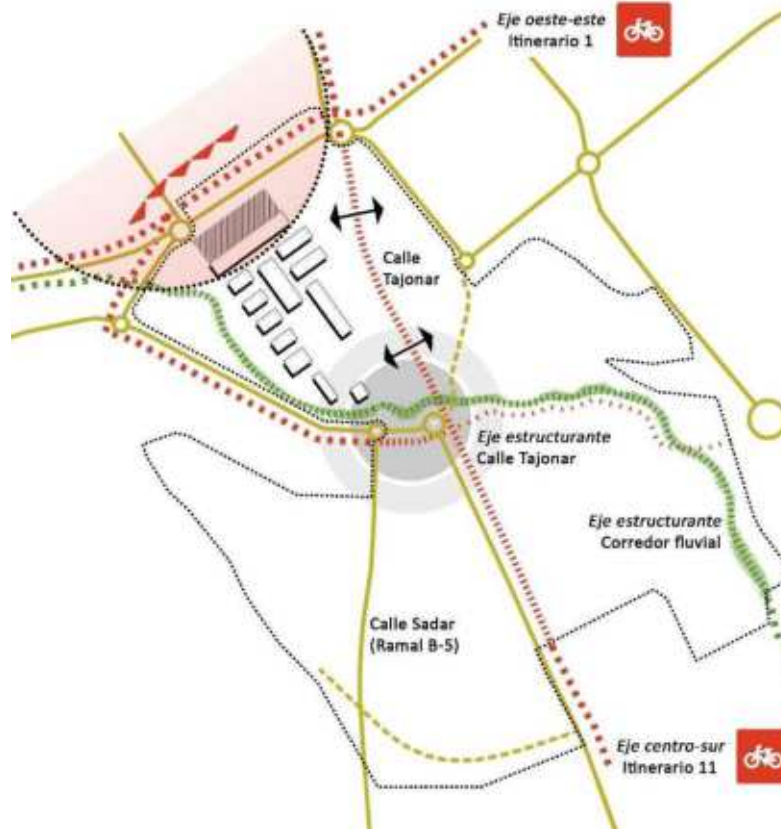 Eje oeste-este
Itinerario 1
Calle
Tajonar
Eje estructurante
Calle Tajonar
Eje estructurante
Corredor fluvial
Calle Sadar
(Ramal B-5)
Eje centro-sur
Itinerario 11